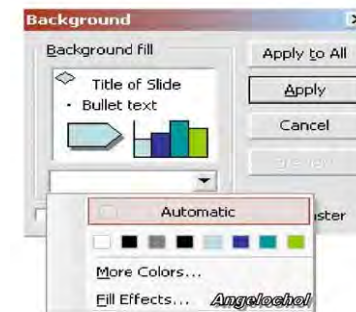 Background
Background fill
Title of Slide
• Bullet text
Apply to All
Apply
Cancel
Preview
Automatic
ster
More Colors...
Fill Effects...
Angelochol